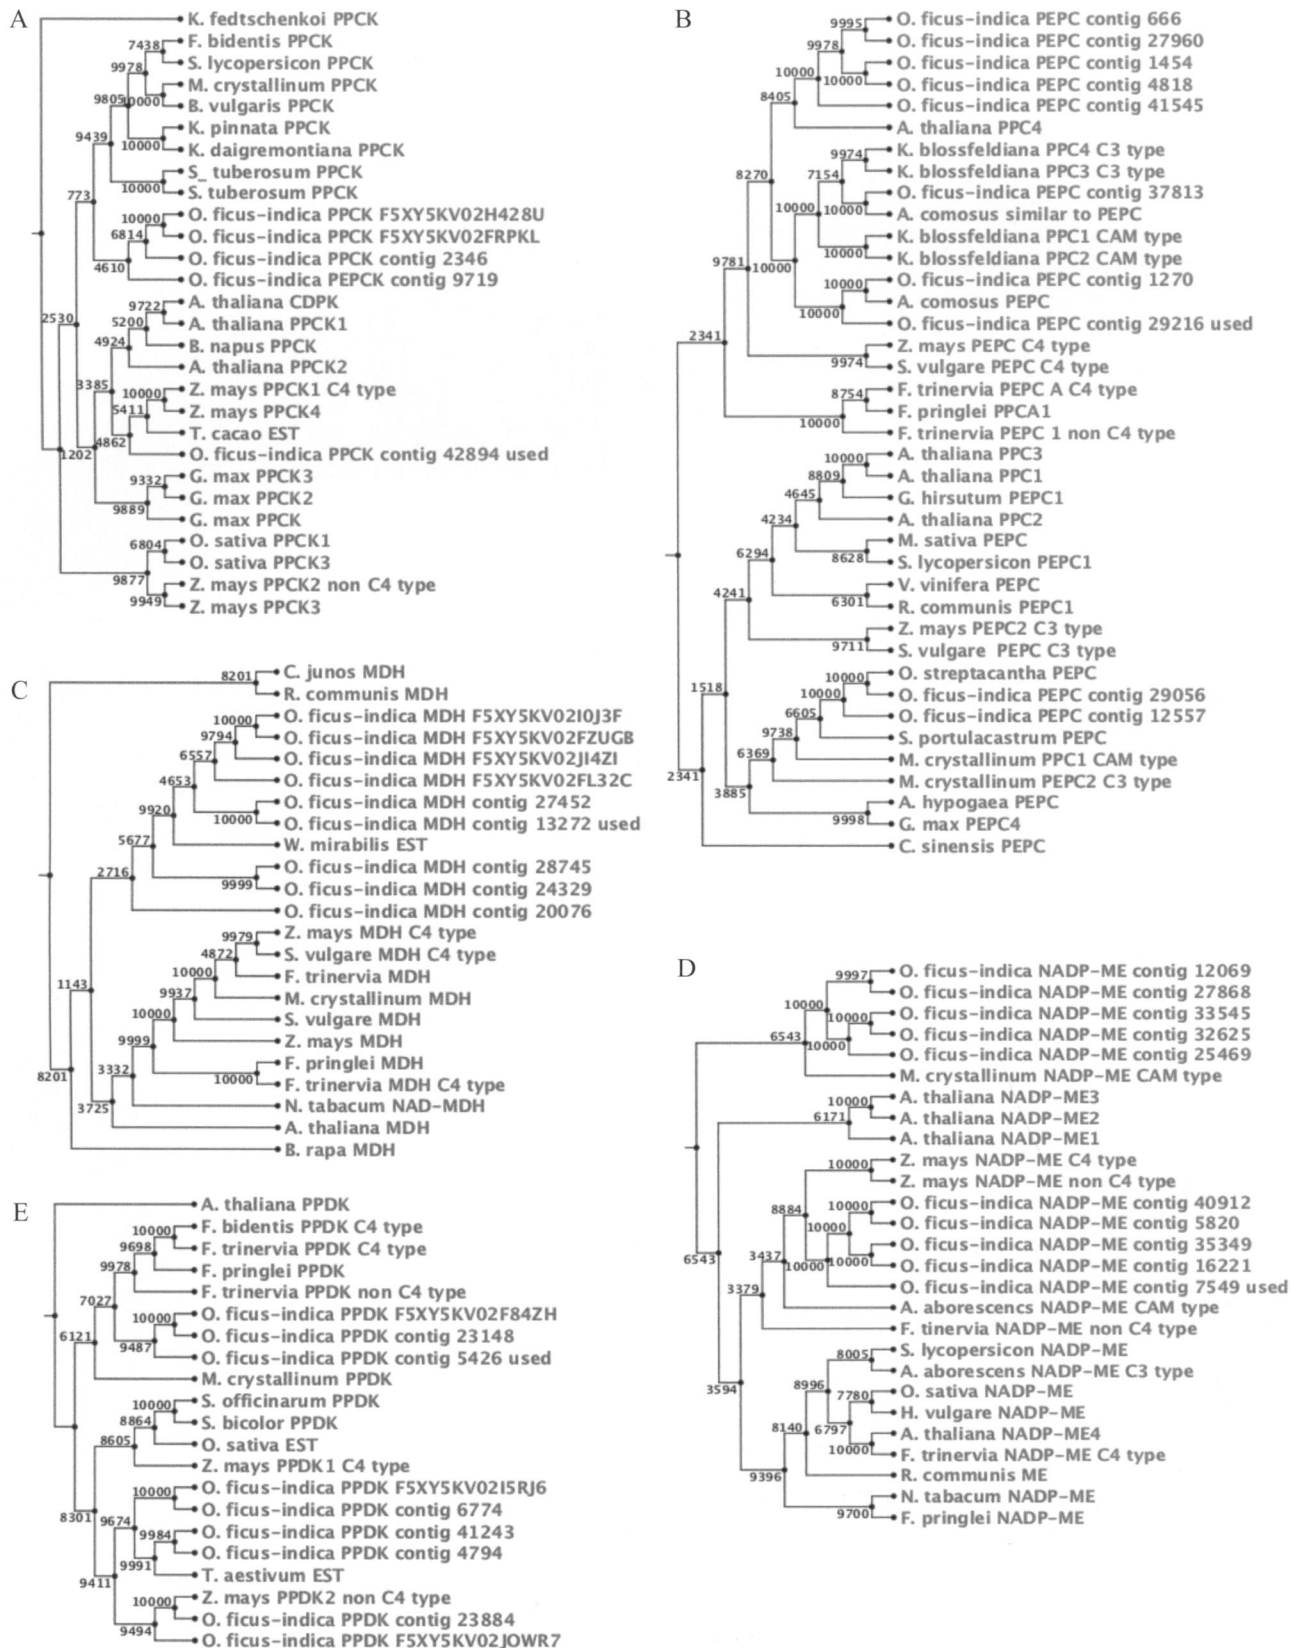 A
K. fedtschenkoi PPCK
F. bidentis PPCK
7438
S. lycopersicon PPCK
9978
M. crystallinum PPCK
9805
10000
B. vulgaris PPCK
K. pinnata PPCK
9439
10000
K. daigremontiana PPCK
S_ tuberosum PPCK
10000
S. tuberosum PPCK
773
O. ficus-indica PPCK F5XY5KV02H428U
10000
O. ficus-indica PPCK F5XY5KV02FRPKL
6814
O. ficus-indica PPCK contig 2346
4610
O. ficus-indica PEPCK contig 9719
A. thaliana CDPK
9722
2530
5200
A. thaliana PPCK1
4924
B. napus PPCK
A. thaliana PPCK2
3385
Z. mays PPCK1 C4 type
10000
5411
Z. mays PPCK4
T. cacao EST
4862
1202
O. ficus-indica PPCK contig 42894 used
G. max PPCK3
9332
G. max PPCK2
9889
G. max PPCK
O. sativa PPCK1
6804
O. sativa PPCK3
9877
Z. mays PPCK2 non C4 type
9949
Z. mays PPCK3
B
O. ficus-indica PEPC contig 666
9995
O. ficus-indica PEPC contig 27960
9978
O. ficus-indica PEPC contig 1454
10000
10000
O. ficus-indica PEPC contig 4818
8405
O. ficus-indica PEPC contig 41545
A. thaliana PPC4
K. blossfeldiana PPC4 C3 type
9974
8270
7154
K. blossfeldiana PPC3 C3 type
O. ficus-indica PEPC contig 37813
10000
10000
A. comosus similar to PEPC
K. blossfeldiana PPC1 CAM type
10000
K. blossfeldiana PPC2 CAM type
9781
10000
O. ficus-indica PEPC contig 1270
10000
A. comosus PEPC
10000
O. ficus-indica PEPC contig 29216 used
2341
Z. mays PEPC C4 type
9974
S. vulgare PEPC C4 type
F. trinervia PEPC A C4 type
8754
F. pringlei PPCA1
10000
F. trinervia PEPC 1 non C4 type
A. thaliana PPC3
10000
8809
A. thaliana PPC1
4645
G. hirsutum PEPC1
4234
A. thaliana PPC2
M. sativa PEPC
6294
8628
S. lycopersicon PEPC1
V. vinifera PEPC
4241
6301
R. communis PEPC1
Z. mays PEPC2 C3 type
9711
S. vulgare PEPC C3 type
O. streptacantha PEPC
10000
1518
10000
O. ficus-indica PEPC contig 29056
6605
O. ficus-indica PEPC contig 12557
9738
S. portulacastrum PEPC
6369
M. crystallinum PPC1 CAM type
2341
M. crystallinum PEPC2 C3 type
3885
A. hypogaea PEPC
9998
G. max PEPC4
C. sinensis PEPC
C
C. junos MDH
8201
R. communis MDH
O. ficus-indica MDH F5XY5KV02I0J3F
10000
9794
O. ficus-indica MDH F5XY5KV02FZUGB
6557
O. ficus-indica MDH F5XY5KV02JI4ZI
4653
O. ficus-indica MDH F5XY5KV02FL32C
O. ficus-indica MDH contig 27452
9920
10000
O. ficus-indica MDH contig 13272 used
5677
W. mirabilis EST
O. ficus-indica MDH contig 28745
2716
9999
O. ficus-indica MDH contig 24329
O. ficus-indica MDH contig 20076
Z. mays MDH C4 type
9979
4872
S. vulgare MDH C4 type
10000
F. trinervia MDH
1143
9937
M. crystallinum MDH
10000
S. vulgare MDH
9999
Z. mays MDH
F. pringlei MDH
8201
3332
10000
F. trinervia MDH C4 type
3725
N. tabacum NAD-MDH
A. thaliana MDH
B. rapa MDH
D
O. ficus-indica NADP-ME contig 12069
9997
O. ficus-indica NADP-ME contig 27868
10000
O. ficus-indica NADP-ME contig 33545
10000
6543
10000
O. ficus-indica NADP-ME contig 32625
O. ficus-indica NADP-ME contig 25469
M. crystallinum NADP-ME CAM type
A. thaliana NADP-ME3
10000
6171
A. thaliana NADP-ME2
A. thaliana NADP-ME1
Z. mays NADP-ME C4 type
10000
Z. mays NADP-ME non C4 type
O. ficus-indica NADP-ME contig 40912
8884
10000
10000
O. ficus-indica NADP-ME contig 5820
O. ficus-indica NADP-ME contig 35349
6543
3437
10000
10000
O. ficus-indica NADP-ME contig 16221
3379
O. ficus-indica NADP-ME contig 7549 used
A. aborescencs NADP-ME CAM type
F. tinervia NADP-ME non C4 type
S. lycopersicon NADP-ME
8005
3594
8996
A. aborescens NADP-ME C3 type
7780
O. sativa NADP-ME
8140
6797
H. vulgare NADP-ME
A. thaliana NADP-ME4
10000
F. trinervia NADP-ME C4 type
9396
R. communis ME
N. tabacum NADP-ME
9700
F. pringlei NADP-ME
E
A. thaliana PPDK
F. bidentis PPDK C4 type
10000
9698
F. trinervia PPDK C4 type
9978
F. pringlei PPDK
7027
F. trinervia PPDK non C4 type
O. ficus-indica PPDK F5XY5KV02F84ZH
10000
6121
9487
O. ficus-indica PPDK contig 23148
O. ficus-indica PPDK contig 5426 used
M. crystallinum PPDK
S. officinarum PPDK
10000
8864
S. bicolor PPDK
8605
O. sativa EST
Z. mays PPDK1 C4 type
O. ficus-indica PPDK F5XY5KV02I5RJ6
10000
8301
9674
O. ficus-indica PPDK contig 6774
9984
O. ficus-indica PPDK contig 41243
9991
O. ficus-indica PPDK contig 4794
9411
T. aestivum EST
Z. mays PPDK2 non C4 type
10000
9494
O. ficus-indica PPDK contig 23884
O. ficus-indica PPDK F5XY5KV02JOWR7